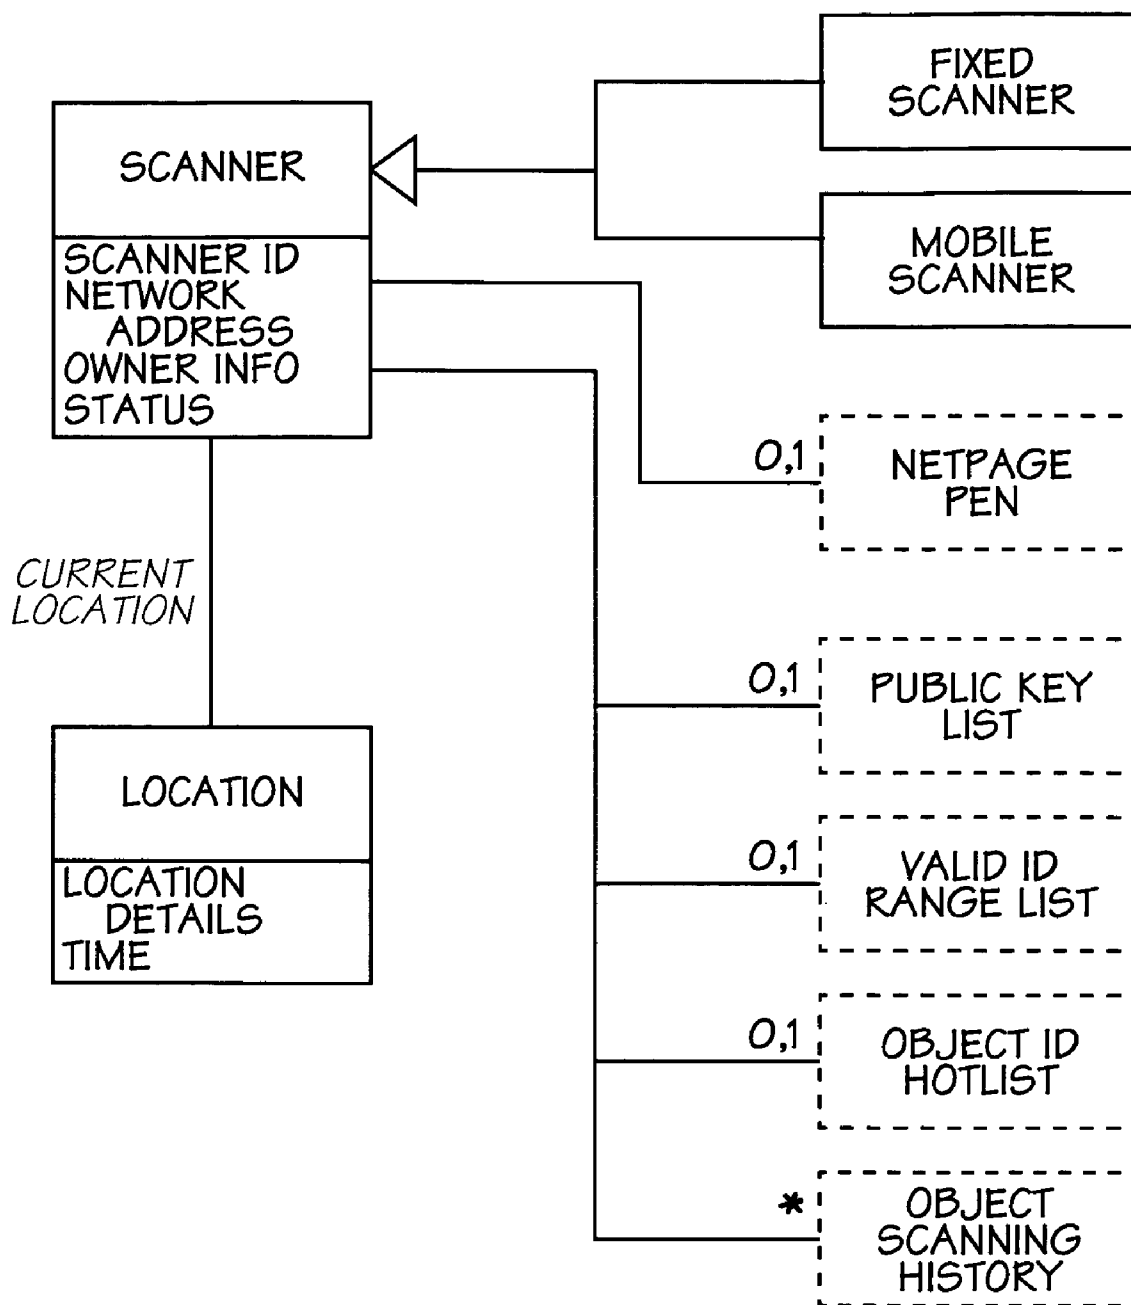 FIXED
SCANNER
SCANNER
MOBILE
SCANNER
SCANNER ID
NETWORK
ADDRESS
OWNER INFO
STATUS
0,1
NETPAGE
PEN
CURRENT
LOCATION
0,1
PUBLIC KEY
LIST
LOCATION
0,1
VALID ID
RANGE LIST
LOCATION
DETAILS
TIME
0,1
OBJECT ID
HOTLIST
*
OBJECT
SCANNING
HISTORY